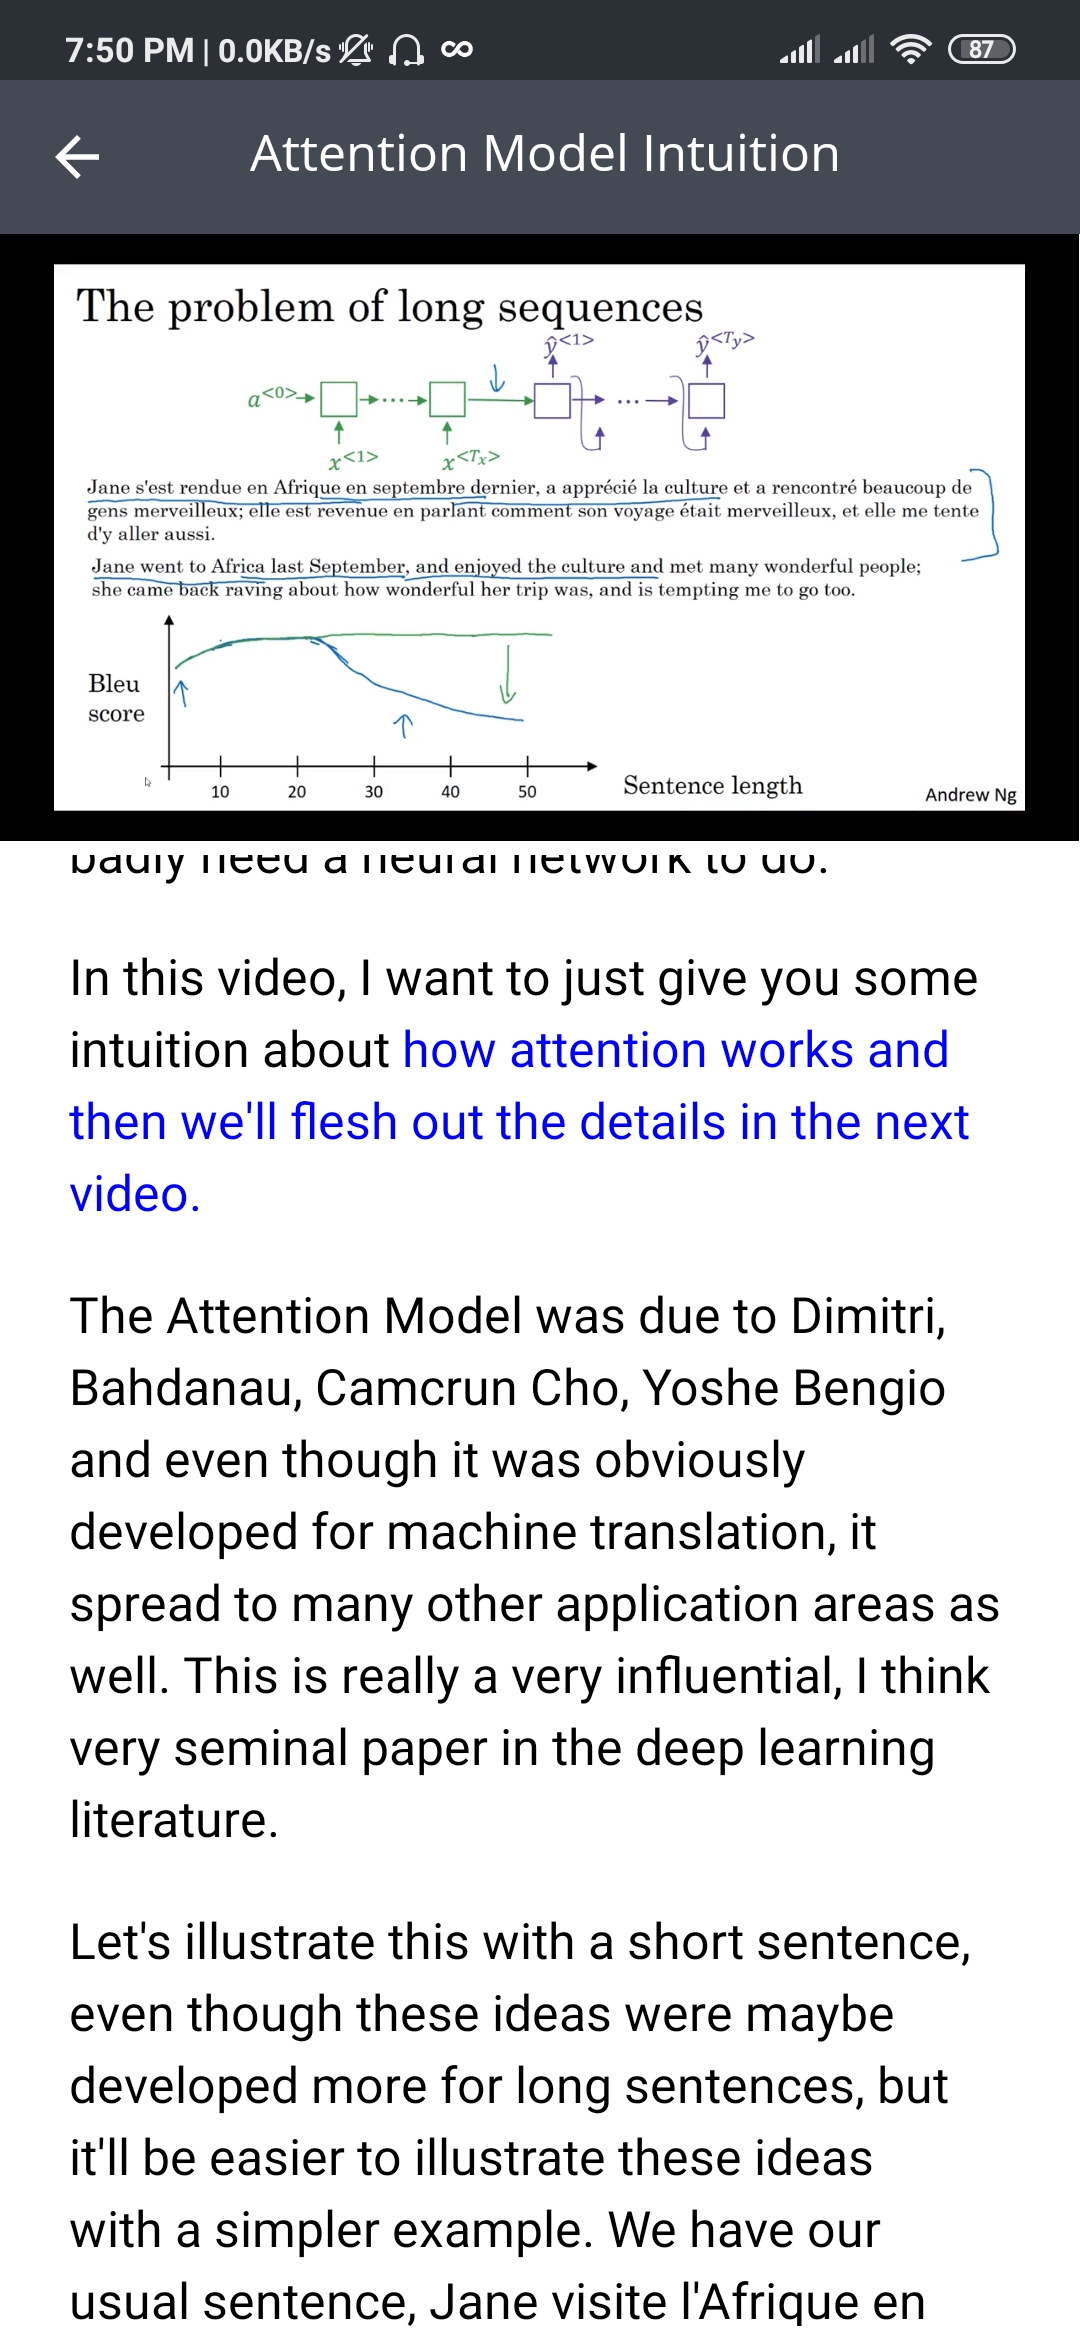 7:50 PM | 0.0KB/s
87
Attention Model Intuition
The problem of long sequences
ŷ<1> ŷ<Ty>
a<0>
x<1> x<Tx>
Jane s'est rendue en Afrique en septembre dernier, a apprécié la culture et a rencontré beaucoup de
gens merveilleux; elle est revenue en parlant comment son voyage était merveilleux, et elle me tente
d'y aller aussi.
Jane went to Africa last September, and enjoyed the culture and met many wonderful people;
she came back raving about how wonderful her trip was, and is tempting me to go too.
Bleu
score
10 20 30 40 50
Sentence length
Andrew Ng
badly need a neural network to do.
In this video, I want to just give you some
intuition about how attention works and
then we'll flesh out the details in the next
video.
The Attention Model was due to Dimitri,
Bahdanau, Camcrun Cho, Yoshe Bengio
and even though it was obviously
developed for machine translation, it
spread to many other application areas as
well. This is really a very influential, I think
very seminal paper in the deep learning
literature.
Let's illustrate this with a short sentence,
even though these ideas were maybe
developed more for long sentences, but
it'll be easier to illustrate these ideas
with a simpler example. We have our
usual sentence, Jane visite l'Afrique en